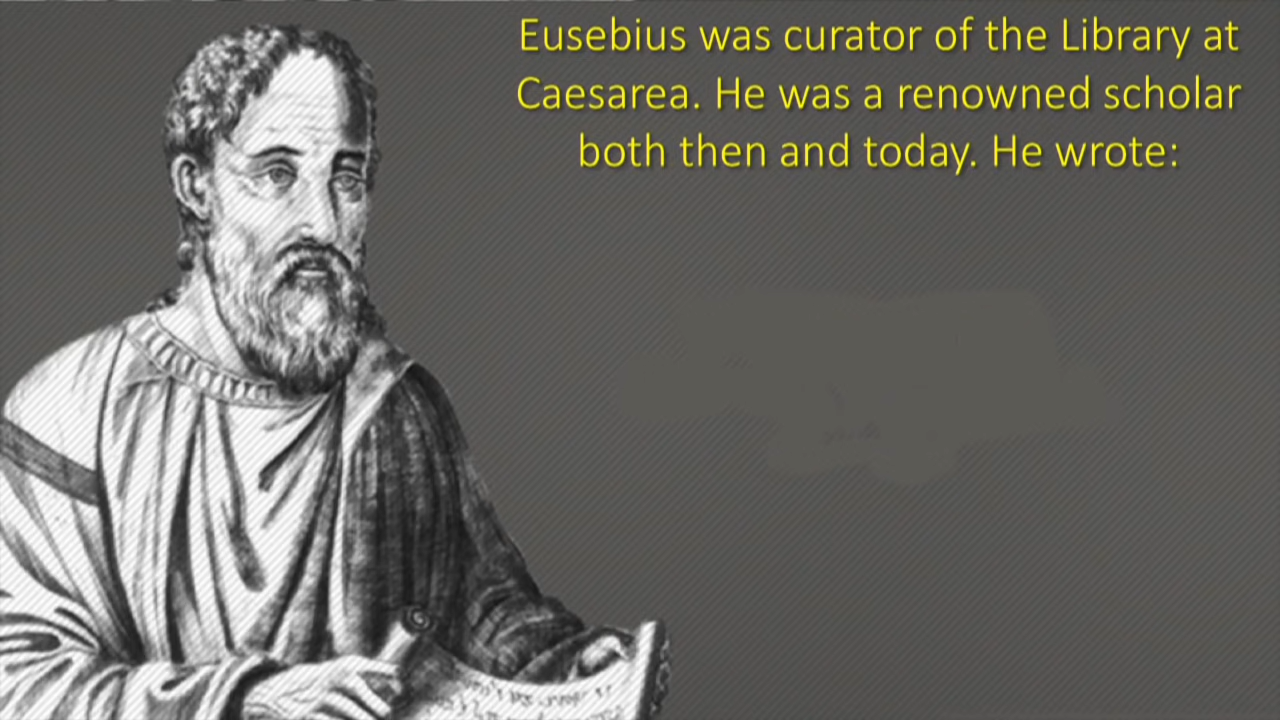 Eusebius was curator of the Library at
Caesarea. He was a renowned scholar
both then and today. He wrote: